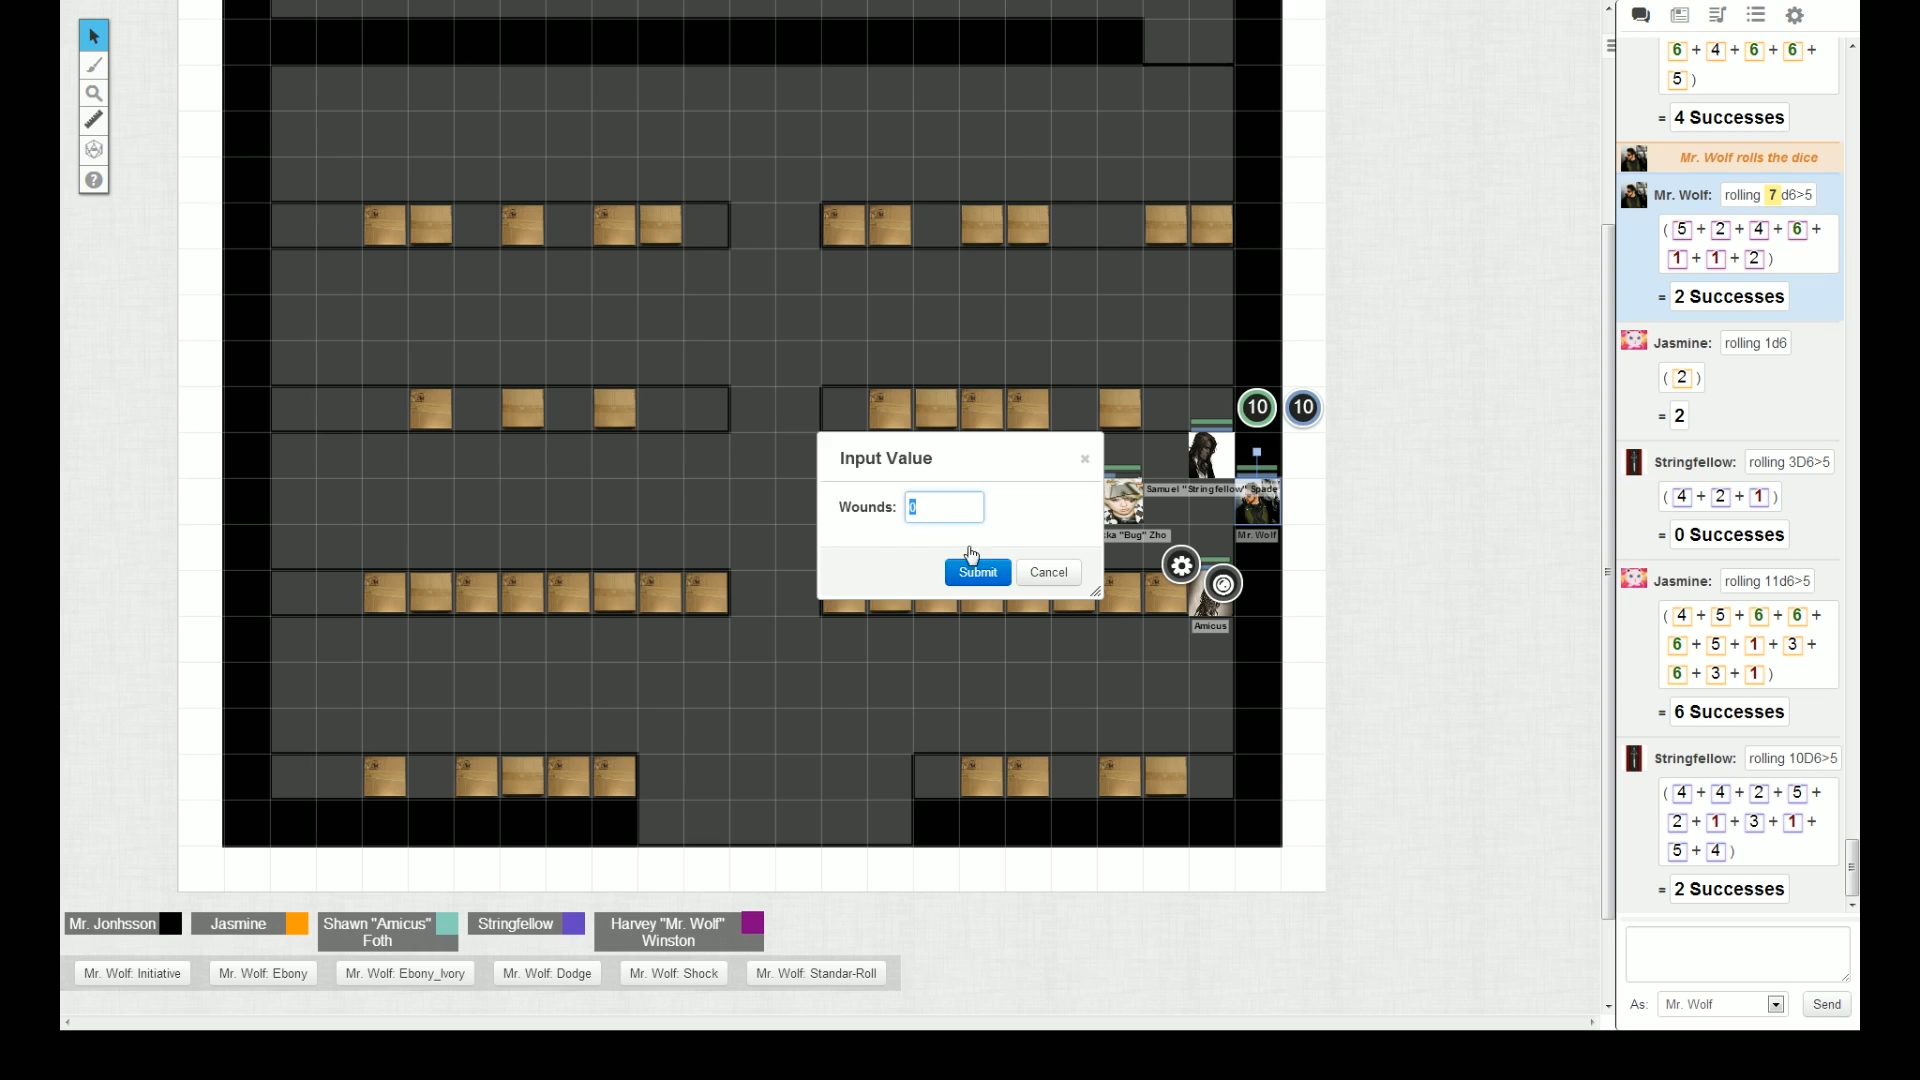 6 + 4 + 6 + 6 +
5 )
= 4 Successes
Mr. Wolf rolls the dice
Mr. Wolf: rolling 7 d6>5
( 5 + 2 + 4 + 6 +
1 + 1 + 2 )
= 2 Successes
Jasmine: rolling 1d6
( 2 )
= 2
Stringfellow: rolling 3D6>5
( 4 + 2 + 1 )
= 0 Successes
Jasmine: rolling 11d6>5
( 4 + 5 + 6 + 6 +
6 + 5 + 1 + 3 +
6 + 3 + 1 )
= 6 Successes
Stringfellow: rolling 10D6>5
( 4 + 4 + 2 + 5 +
2 + 1 + 3 + 1 +
5 + 4 )
= 2 Successes
As: Mr. Wolf Send
10 10
Input Value ×
Wounds: 0
Submit Cancel
Samuel "Stringfellow" Spade
ka "Bug" Zho
Mr. Wolf
Amicus
Mr. Jonhsson
Jasmine
Shawn "Amicus"
Foth
Stringfellow
Harvey "Mr. Wolf"
Winston
Mr. Wolf: Initiative
Mr. Wolf: Ebony
Mr. Wolf: Ebony_Ivory
Mr. Wolf: Dodge
Mr. Wolf: Shock
Mr. Wolf: Standar-Roll